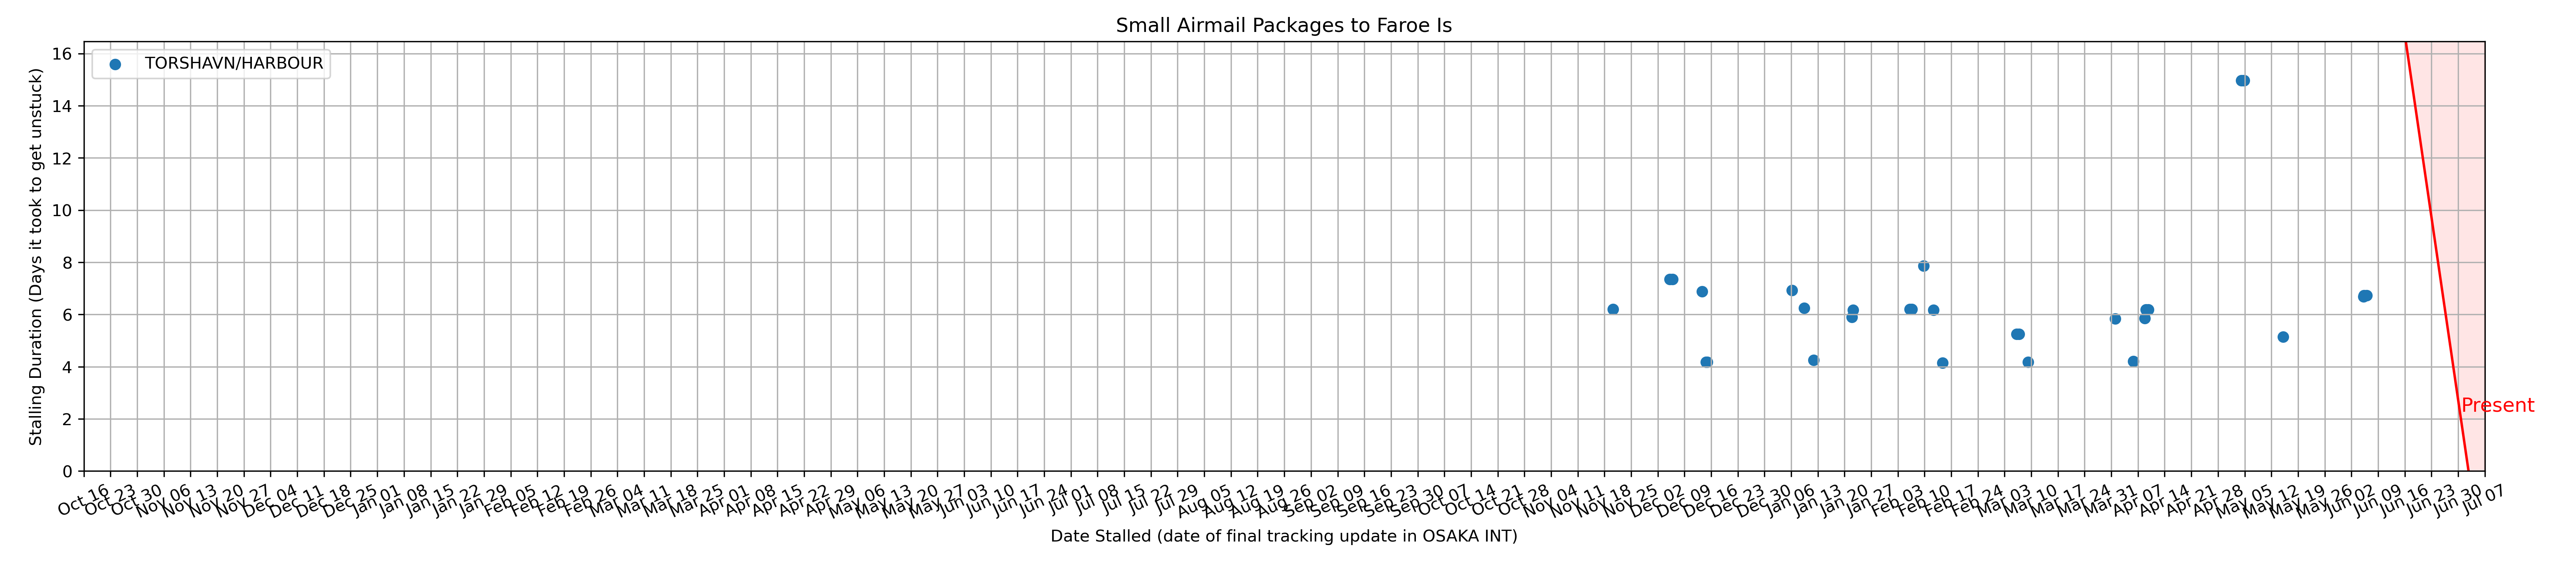 Small Airmail Packages to Faroe Is
TORSHAVN/HARBOUR
Stalling Duration (Days it took to get unstuck)
16
14
12
10
8
6
4
2
0
Present
Oct 16 Oct 23 Oct 30 Nov 06 Nov 13 Nov 20 Nov 27 Dec 04 Dec 11 Dec 18 Dec 25 Jan 01 Jan 08 Jan 15 Jan 22 Jan 29 Feb 05 Feb 12 Feb 19 Feb 26 Mar 04 Mar 11 Mar 18 Mar 25 Apr 01 Apr 08 Apr 15 Apr 22 Apr 29 May 06 May 13 May 20 May 27 Jun 03 Jun 10 Jun 17 Jun 24 Jul 01 Jul 08 Jul 15 Jul 22 Jul 29 Aug 05 Aug 12 Aug 19 Aug 26 Sep 02 Sep 09 Sep 16 Sep 23 Sep 30 Oct 07 Oct 14 Oct 21 Oct 28 Nov 04 Nov 11 Nov 18 Nov 25 Dec 02 Dec 09 Dec 16 Dec 23 Dec 30 Jan 06 Jan 13 Jan 20 Jan 27 Feb 03 Feb 10 Feb 17 Feb 24 Mar 03 Mar 10 Mar 17 Mar 24 Mar 31 Apr 07 Apr 14 Apr 21 Apr 28 May 05 May 12 May 19 May 26 Jun 02 Jun 09 Jun 16 Jun 23 Jun 30 Jul 07
Date Stalled (date of final tracking update in OSAKA INT)